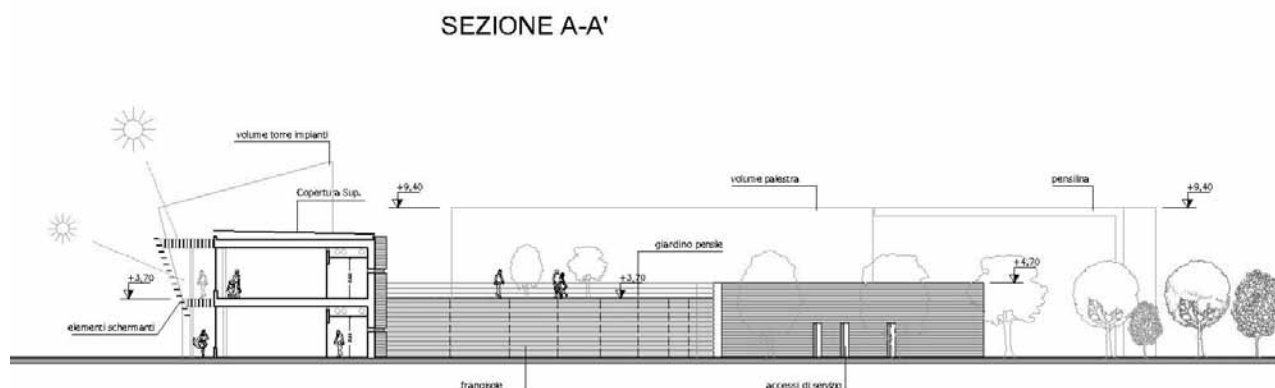 SEZIONE A-A'
volume torre impianti
Copertura Sup.
+9,40
volume palestra
pensilina
+9,40
giardino pensile
+3,70
+3,70
+4,70
elementi schermanti
frangisole
accessi di servizio